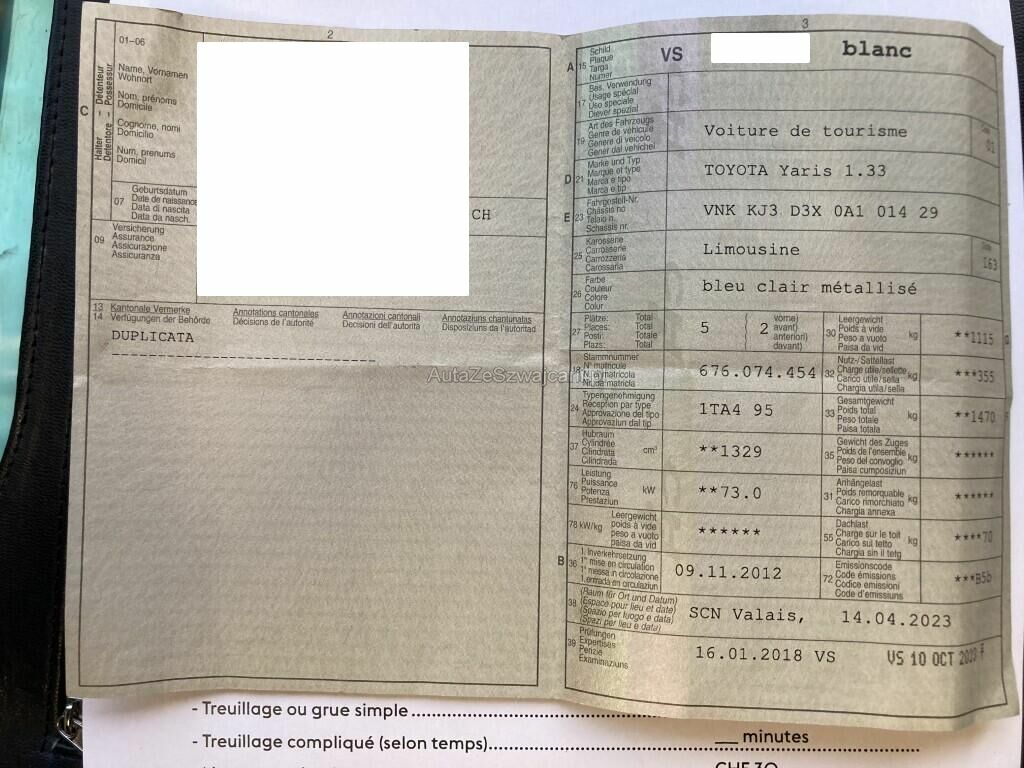 2
01-06
Name, Vornamen
Wohnort
Nom, prénoms
Domicile
Cognome, nomi
Domicilio
Num, prenums
Domicil
C
Halter – Détenteur
Detentore – Possessur
07
Geburtsdatum
Date de naissance
Data di nascita
Data da nasch.
CH
09
Versicherung
Assurance
Assicurazione
Assicuranza
13 Kantonale Vermerke
Annotations cantonales
Annotazioni cantonali
Annotaziuns chantunalas
14 Verfügungen der Behörde
Décisions de l'autorité
Decisioni dell'autorità
Disposiziuns da l'autoritad
DUPLICATA
AutaZeSzwajcarii
3
A 15
Schild
Plaque
Targa
Numer
VS
blanc
17
Bes. Verwendung
Usage spécial
Uso speciale
Diever spezial
19
Art des Fahrzeugs
Genre de véhicule
Genere di veicolo
Gener dal vehichel
Voiture de tourisme
01
D 21
Marke und Typ
Marque et type
Marca e tipo
Marca e tip
TOYOTA Yaris 1.33
E 23
Fahrgestell-Nr.
Châssis no
Telaio n.
Schassis nr.
VNK KJ3 D3X 0A1 014 29
25
Karosserie
Carrosserie
Carrozzeria
Carossaria
Limousine
163
26
Farbe
Couleur
Colore
Colur
bleu clair métallisé
27
Plätze: Total
Places: Total
Posti: Totale
Plazs: Total
5
2
vorne)
avant)
anteriori)
davant)
30
Leergewicht
Poids à vide
Peso a vuoto
Paisa da vid
kg
**1115
18
Stammnummer
N° matricule
N. di matricola
Nr. da matricla
676.074.454
32
Nutz-/Sattellast
Charge utile/sellette
Carico utile/sella
Chargia utila/sella
kg
***355
24
Typengenehmigung
Réception par type
Approvazione del tipo
Approvaziun dal tip
1TA4 95
33
Gesamtgewicht
Poids total
Peso totale
Paisa totala
kg
**1470
37
Hubraum
Cylindrée
Cilindrata
Cilindrada
cm³
**1329
35
Gewicht des Zuges
Poids de l'ensemble
Peso del convoglio
Paisa cumposiziun
kg
******
76
Leistung
Puissance
Potenza
Prestaziun
kW
**73.0
31
Anhängelast
Poids remorquable
Carico rimorchiato
Chargia annexa
kg
******
78 kW/kg
Leergewicht
poids à vide
peso a vuoto
paisa da vid
******
55
Dachlast
Charge sur le toit
Carico sul tetto
Chargia sin il tetg
kg
****70
B 36
1. Inverkehrsetzung
1re mise en circulation
1a messa in circolazione
1. entrada en circulaziun
09.11.2012
72
Emissionscode
Code émissions
Codice emissioni
Code d'emissiuns
***B5b
38
(Raum für Ort und Datum)
(Espace pour lieu et date)
(Spazio per luogo e data)
(Spazi per lieu e data)
SCN Valais, 14.04.2023
39
Prüfungen
Expertises
Perizie
Examinaziuns
16.01.2018 VS
VS 10 OCT
- Treuillage ou grue simple
- Treuillage compliqué (selon temps)
minutes